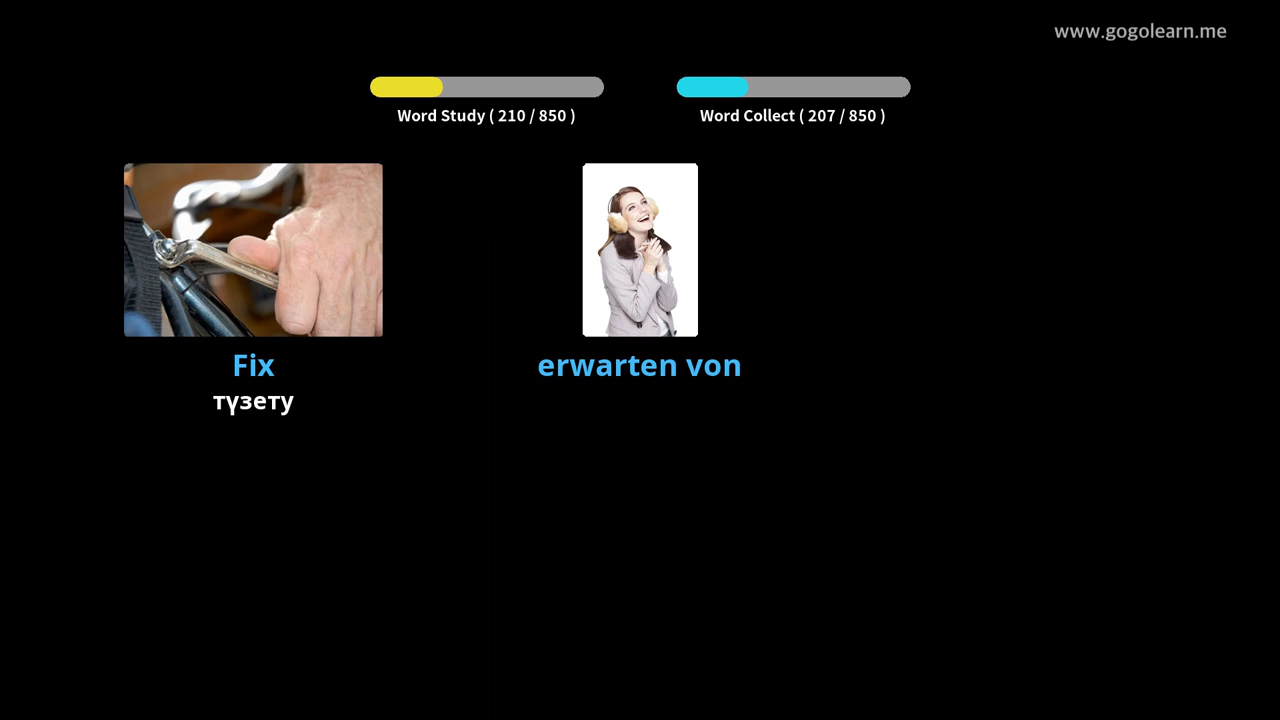 www.gogolearn.me
Word Study ( 210 / 850 )
Word Collect ( 207 / 850 )
Fix
түзету
erwarten von